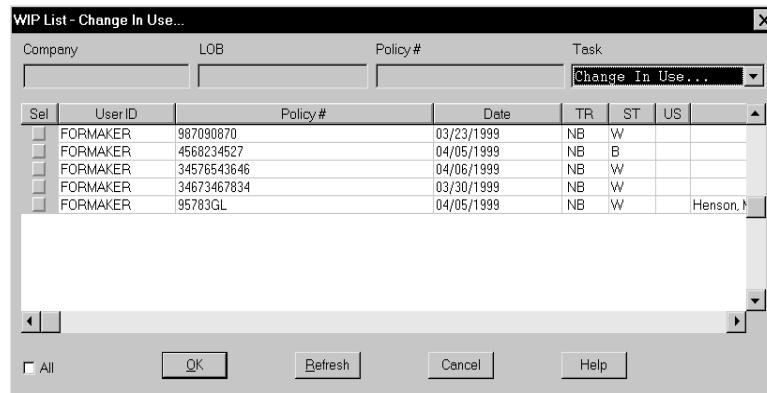 WIP List - Change In Use...
Company LOB Policy # Task
Change In Use...
Sel User ID Policy # Date TR ST US
FORMAKER 987090870 03/23/1999 NB W
FORMAKER 4568234527 04/05/1999 NB B
FORMAKER 34576543646 04/06/1999 NB W
FORMAKER 34673467834 03/30/1999 NB W
FORMAKER 95783GL 04/05/1999 NB W Henson,
All OK Refresh Cancel Help